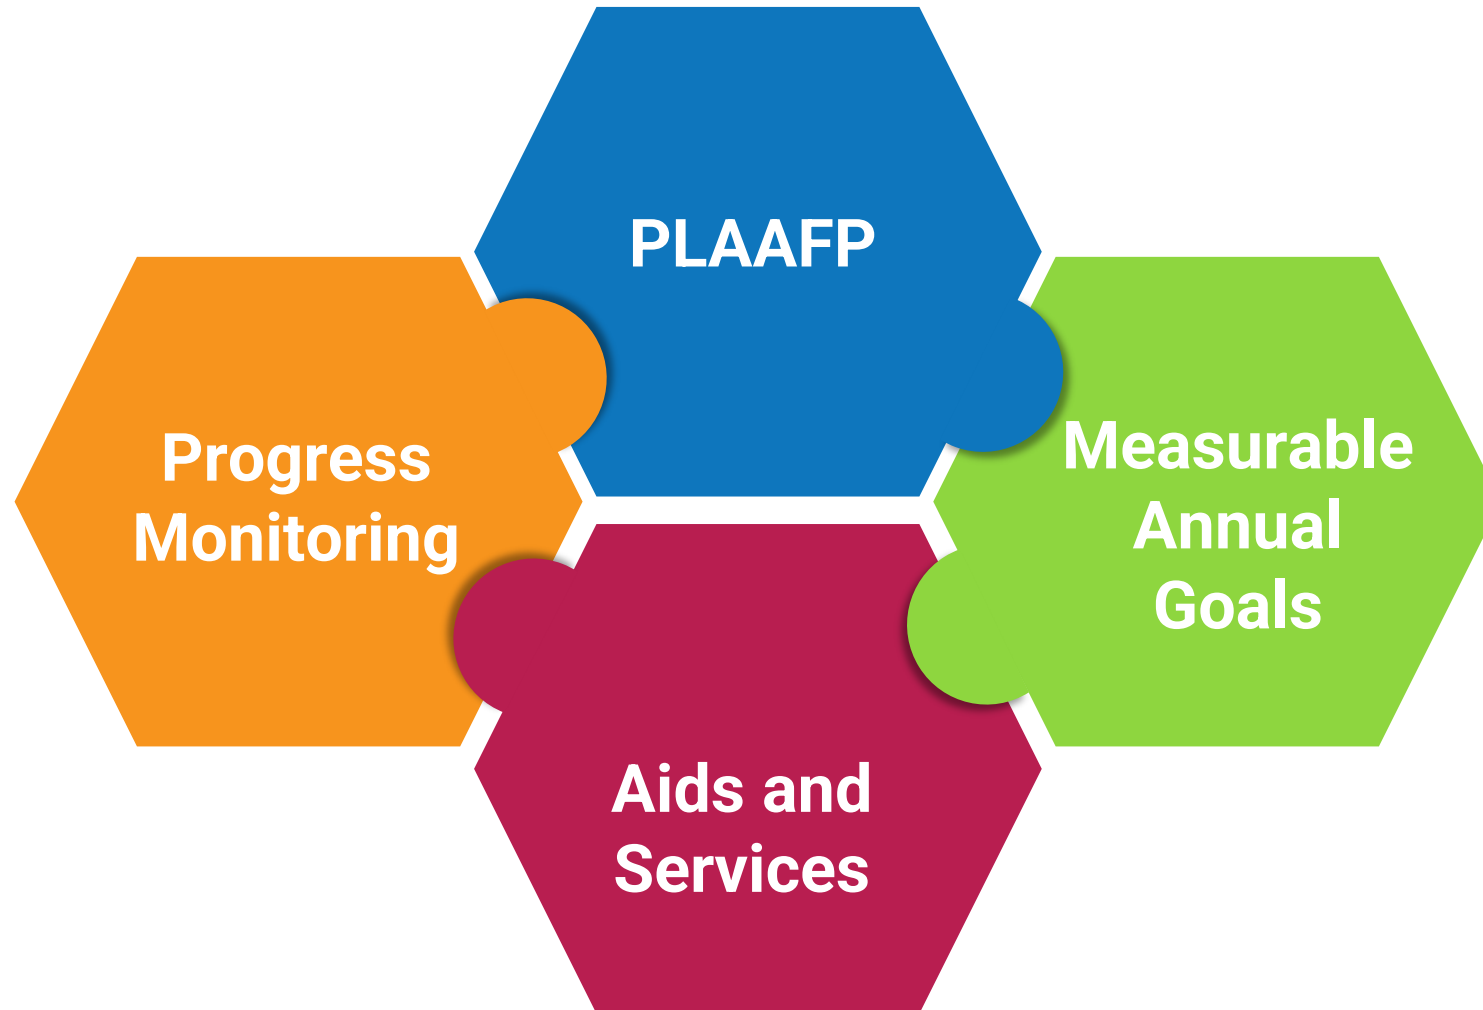 PLAAFP
Progress
Monitoring
Measurable
Annual
Goals
Aids and
Services